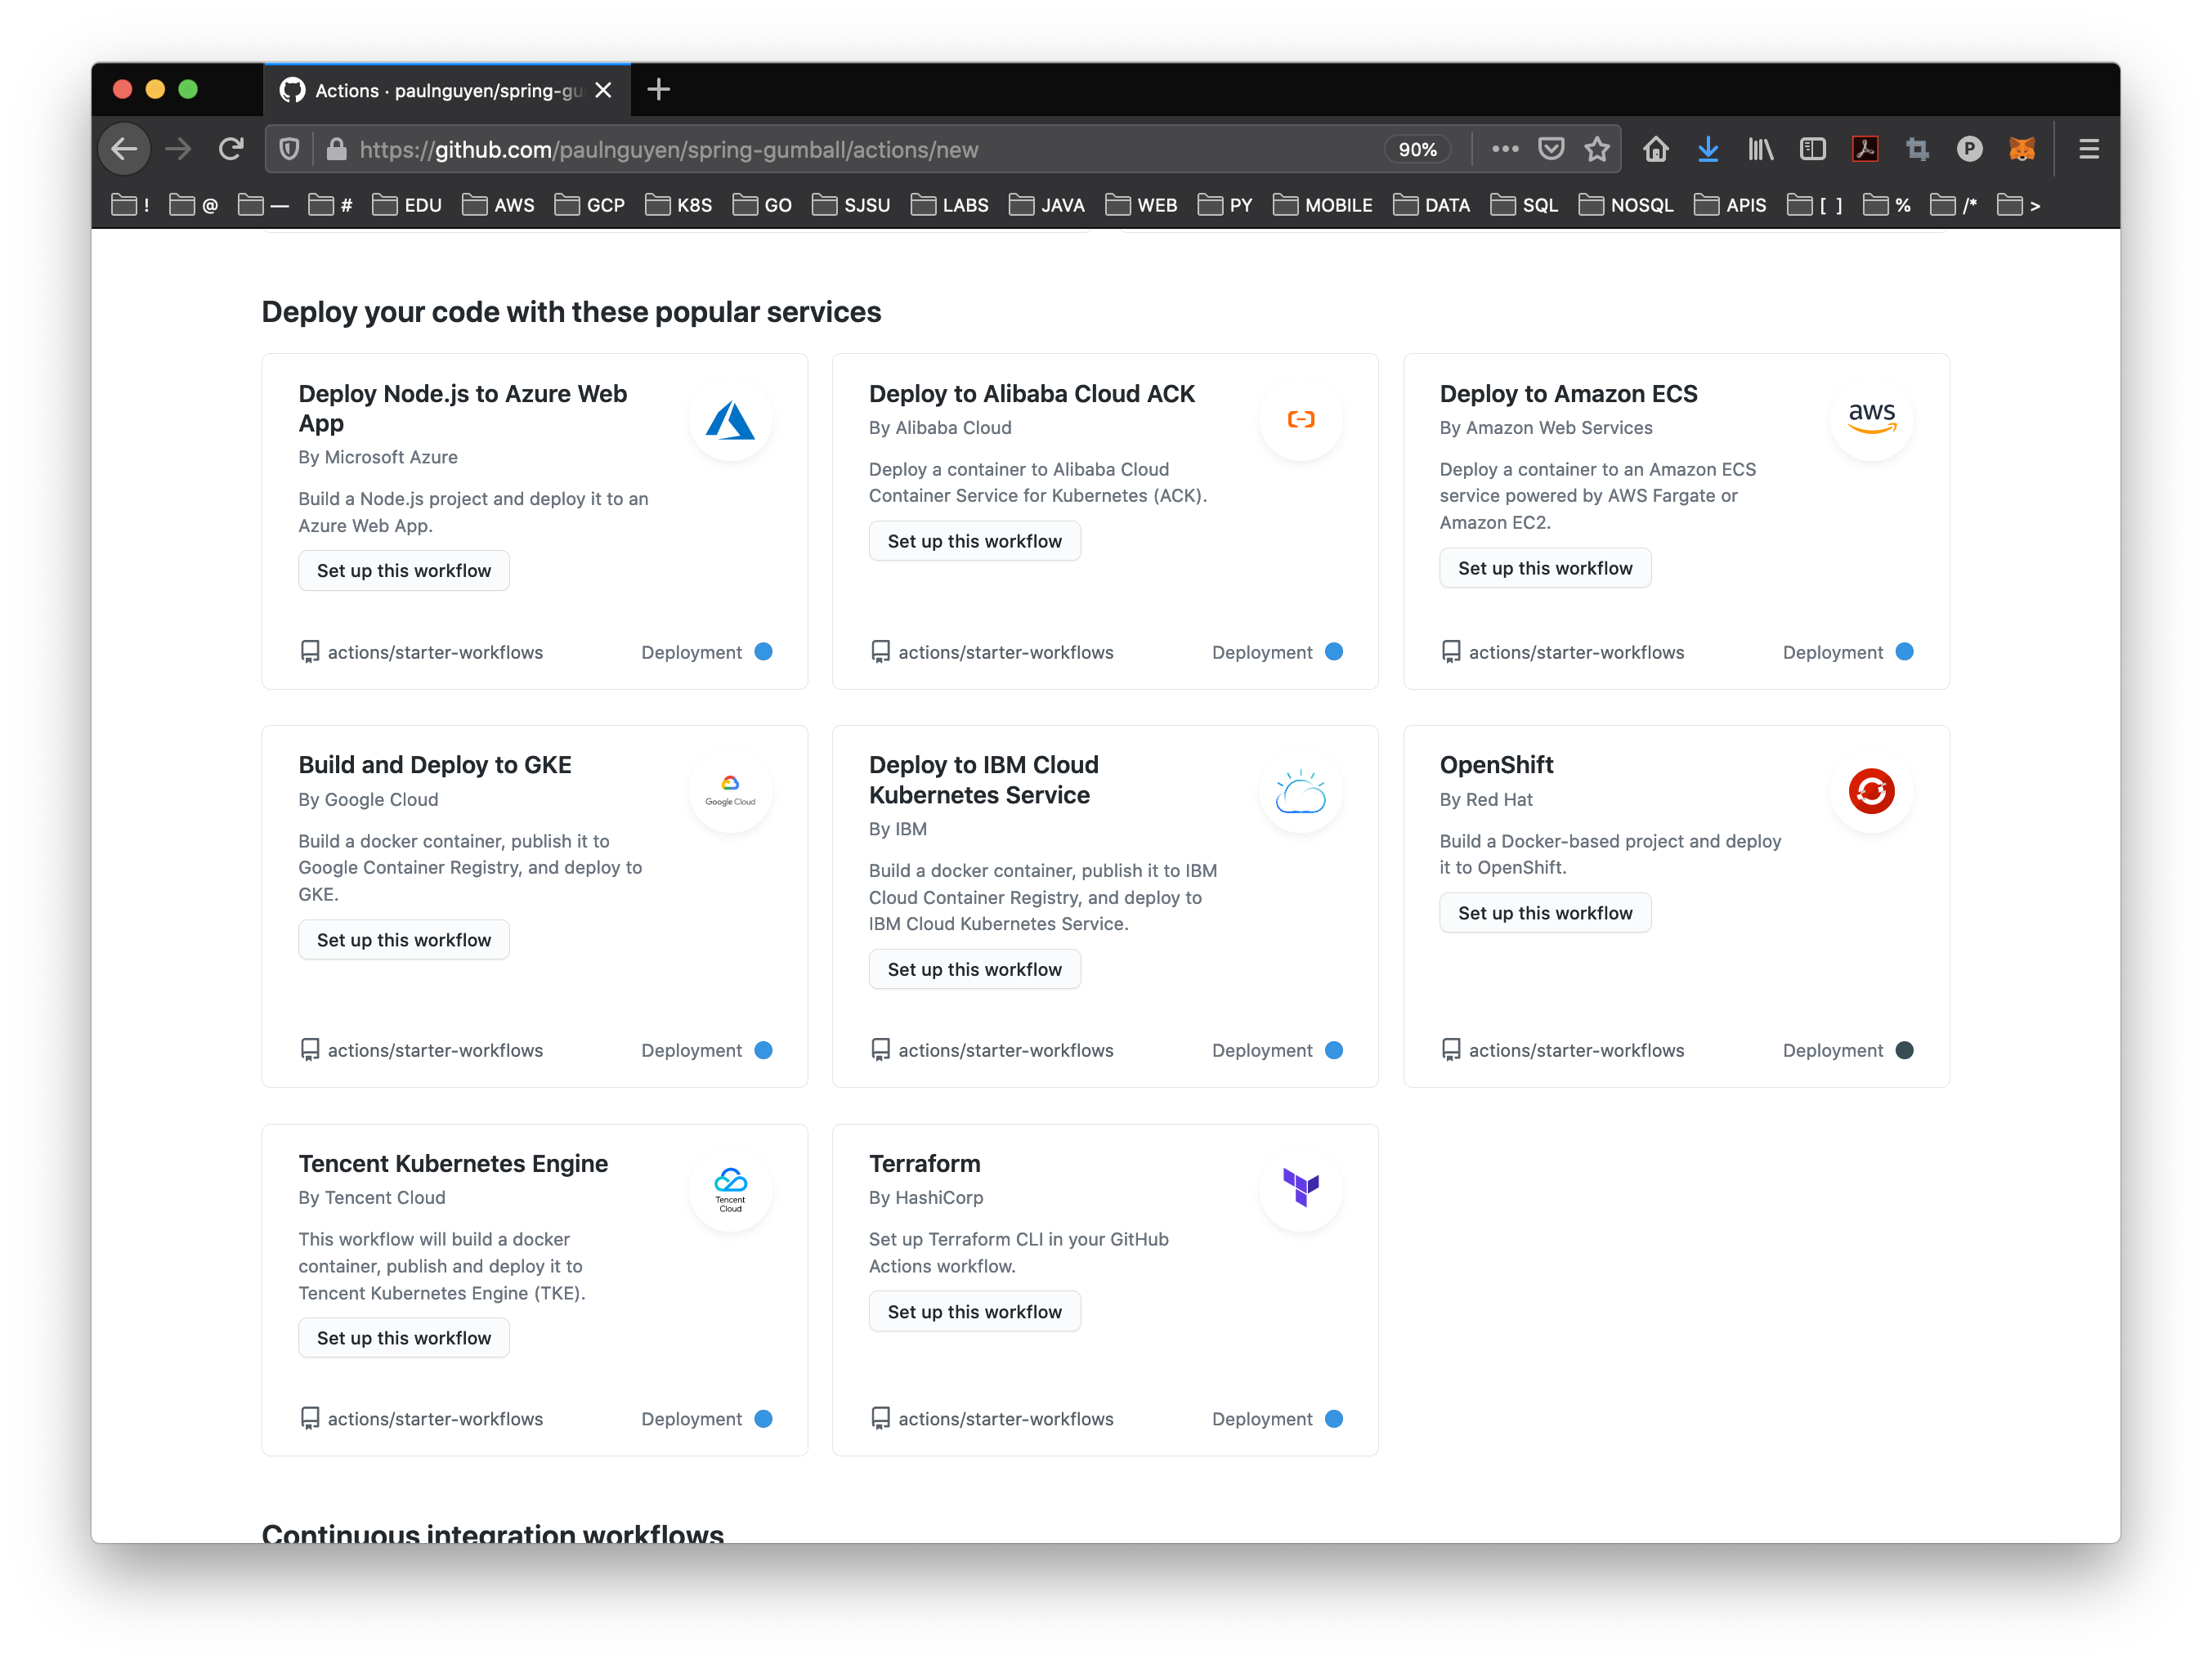 Actions · paulnguyen/spring-gu
https://github.com/paulnguyen/spring-gumball/actions/new
90%
! @ — # EDU AWS GCP K8S GO SJSU LABS JAVA WEB PY MOBILE DATA SQL NOSQL APIS [ ] % /* >
Deploy your code with these popular services
Deploy Node.js to Azure Web
App
By Microsoft Azure
Build a Node.js project and deploy it to an
Azure Web App.
Set up this workflow
actions/starter-workflows Deployment
Deploy to Alibaba Cloud ACK
By Alibaba Cloud
Deploy a container to Alibaba Cloud
Container Service for Kubernetes (ACK).
Set up this workflow
actions/starter-workflows Deployment
Deploy to Amazon ECS
By Amazon Web Services
aws
Deploy a container to an Amazon ECS
service powered by AWS Fargate or
Amazon EC2.
Set up this workflow
actions/starter-workflows Deployment
Build and Deploy to GKE
By Google Cloud
Google Cloud
Build a docker container, publish it to
Google Container Registry, and deploy to
GKE.
Set up this workflow
actions/starter-workflows Deployment
Deploy to IBM Cloud
Kubernetes Service
By IBM
Build a docker container, publish it to IBM
Cloud Container Registry, and deploy to
IBM Cloud Kubernetes Service.
Set up this workflow
actions/starter-workflows Deployment
OpenShift
By Red Hat
Build a Docker-based project and deploy
it to OpenShift.
Set up this workflow
actions/starter-workflows Deployment
Tencent Kubernetes Engine
By Tencent Cloud
Tencent
Cloud
This workflow will build a docker
container, publish and deploy it to
Tencent Kubernetes Engine (TKE).
Set up this workflow
actions/starter-workflows Deployment
Terraform
By HashiCorp
Set up Terraform CLI in your GitHub
Actions workflow.
Set up this workflow
actions/starter-workflows Deployment
Continuous integration workflows